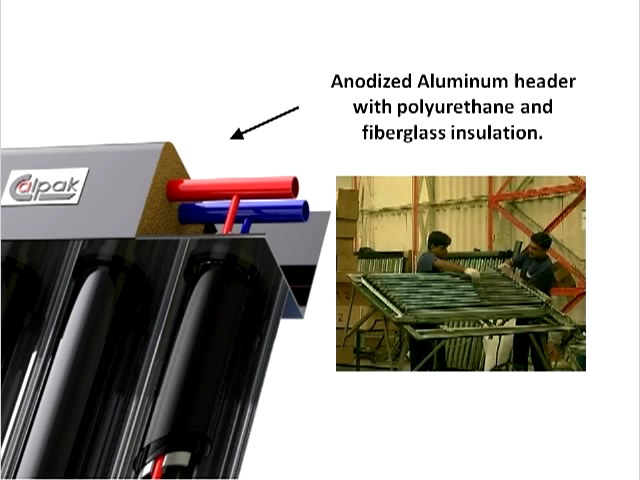 Anodized Aluminum header
with polyurethane and
fiberglass insulation.
Calpak